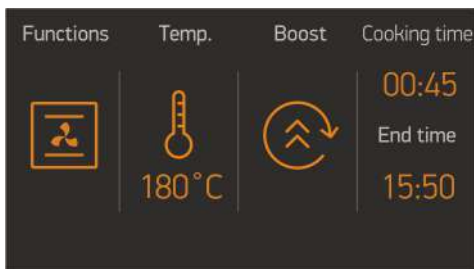 Functions
Temp.
Boost
Cooking time
00:45
End time
180°C
15:50